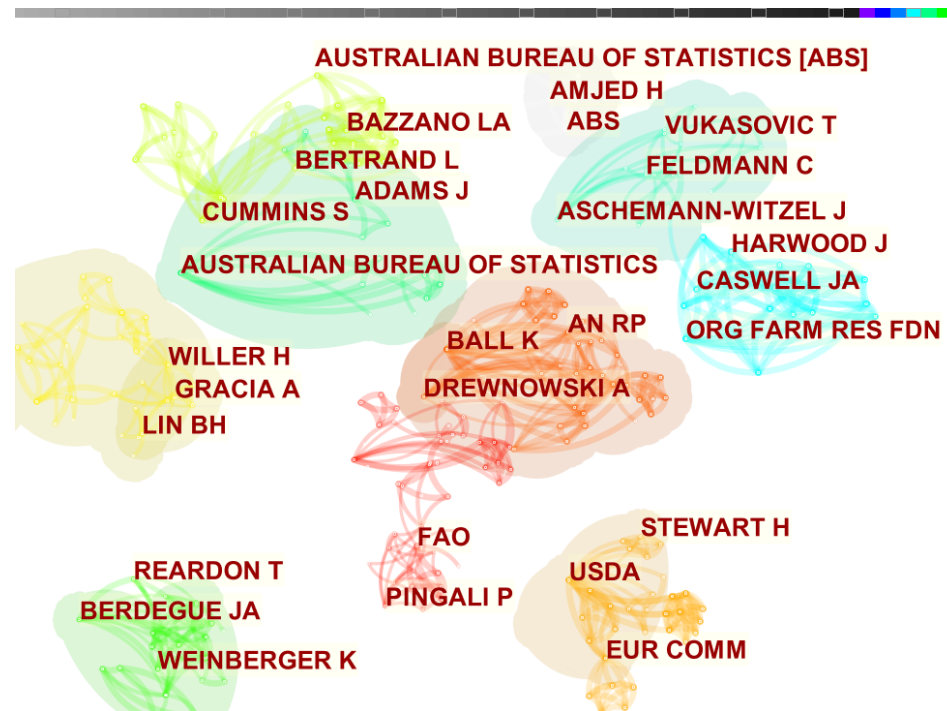 AUSTRALIAN BUREAU OF STATISTICS [ABS]
AMJED H
ABS
BAZZANO LA
VUKASOVIC T
BERTRAND L
FELDMANN C
ADAMS J
CUMMINS S
ASCHEMANN-WITZEL J
HARWOOD J
AUSTRALIAN BUREAU OF STATISTICS
CASWELL JA
AN RP
ORG FARM RES FDN
BALL K
WILLER H
GRACIA A
DREWNOWSKI A
LIN BH
STEWART H
FAO
REARDON T
USDA
PINGALI P
BERDEGUE JA
EUR COMM
WEINBERGER K